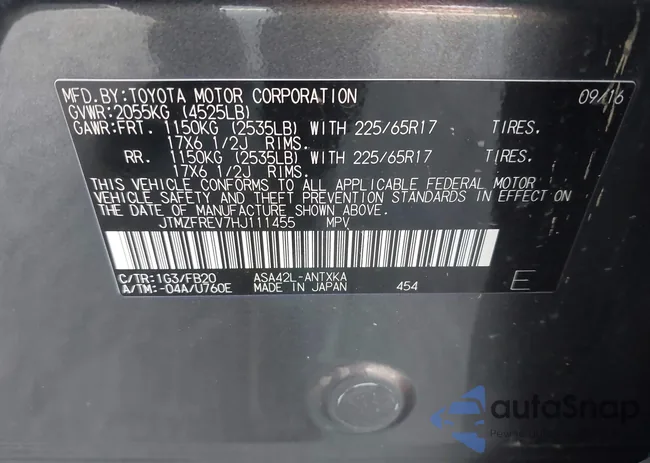 MFD.BY:TOYOTA MOTOR CORPORATION 09/16
GVWR:2055KG (4525LB)
GAWR:FRT. 1150KG (2535LB) WITH 225/65R17 TIRES.
17X6 1/2J RIMS.
RR. 1150KG (2535LB) WITH 225/65R17 TIRES.
17X6 1/2J RIMS.
THIS VEHICLE CONFORMS TO ALL APPLICABLE FEDERAL MOTOR
VEHICLE SAFETY AND THEFT PREVENTION STANDARDS IN EFFECT ON
THE DATE OF MANUFACTURE SHOWN ABOVE.
JTMZFREV7HJ111455 MPV
C/TR:1G3/FB20 ASA42L-ANTXKA
A/TM:-04A/U760E MADE IN JAPAN 454 E
autoSnap